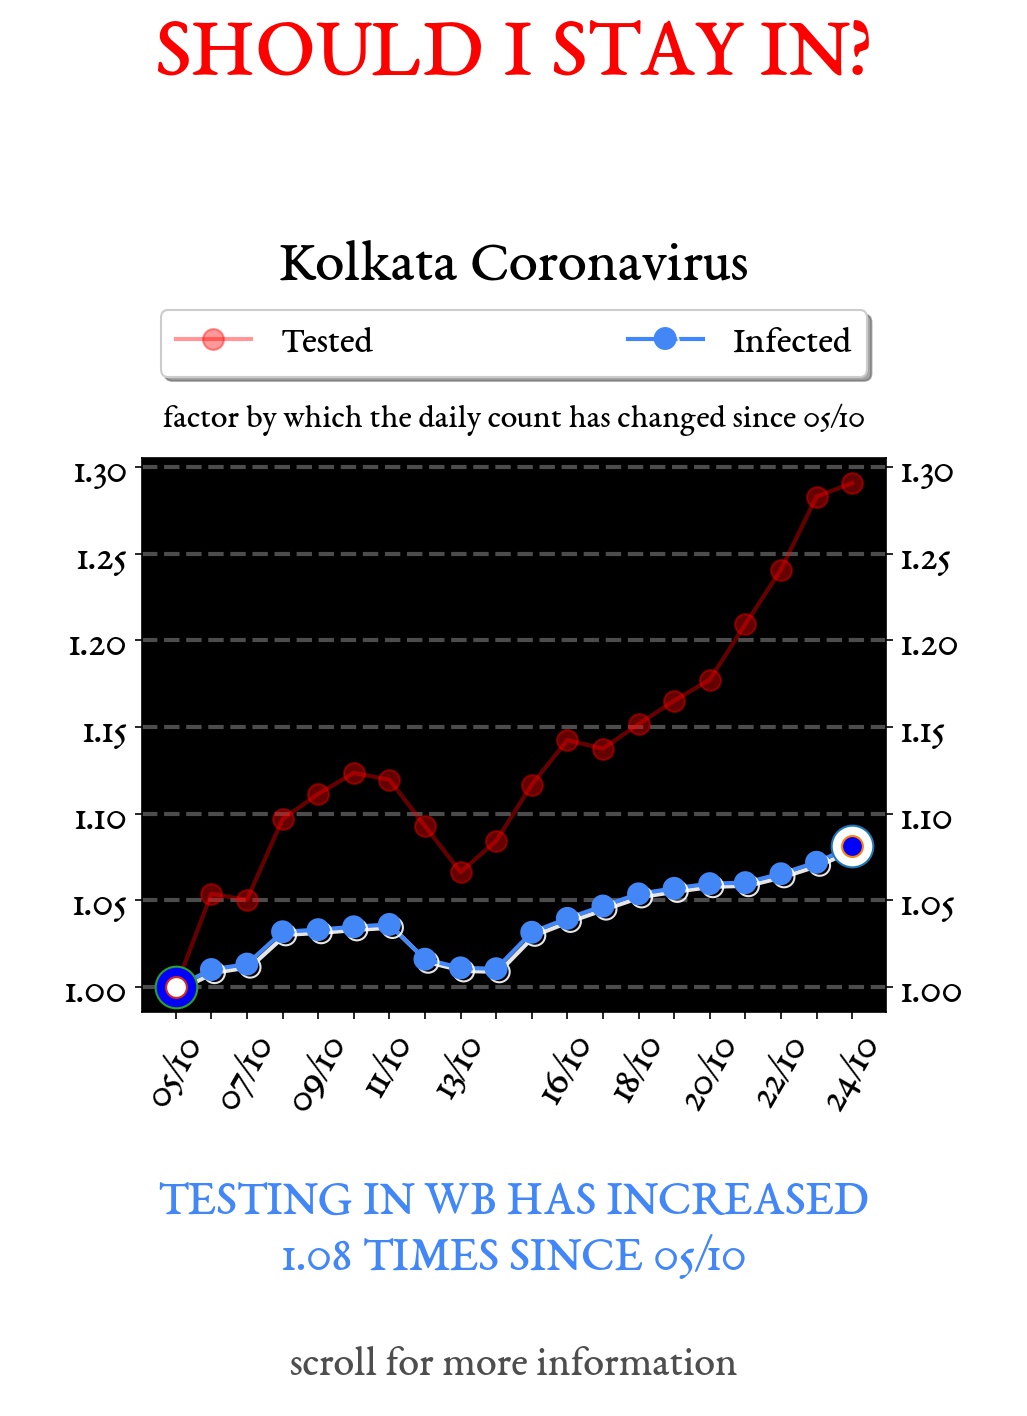 SHOULD I STAY IN?
Kolkata Coronavirus
Tested Infected
factor by which the daily count has changed since 05/10
1.30 1.30
1.25 1.25
1.20 1.20
1.15 1.15
1.10 1.10
1.05 1.05
1.00 1.00
05/10 07/10 09/10 11/10 13/10 16/10 18/10 20/10 22/10 24/10
TESTING IN WB HAS INCREASED
1.08 TIMES SINCE 05/10
scroll for more information